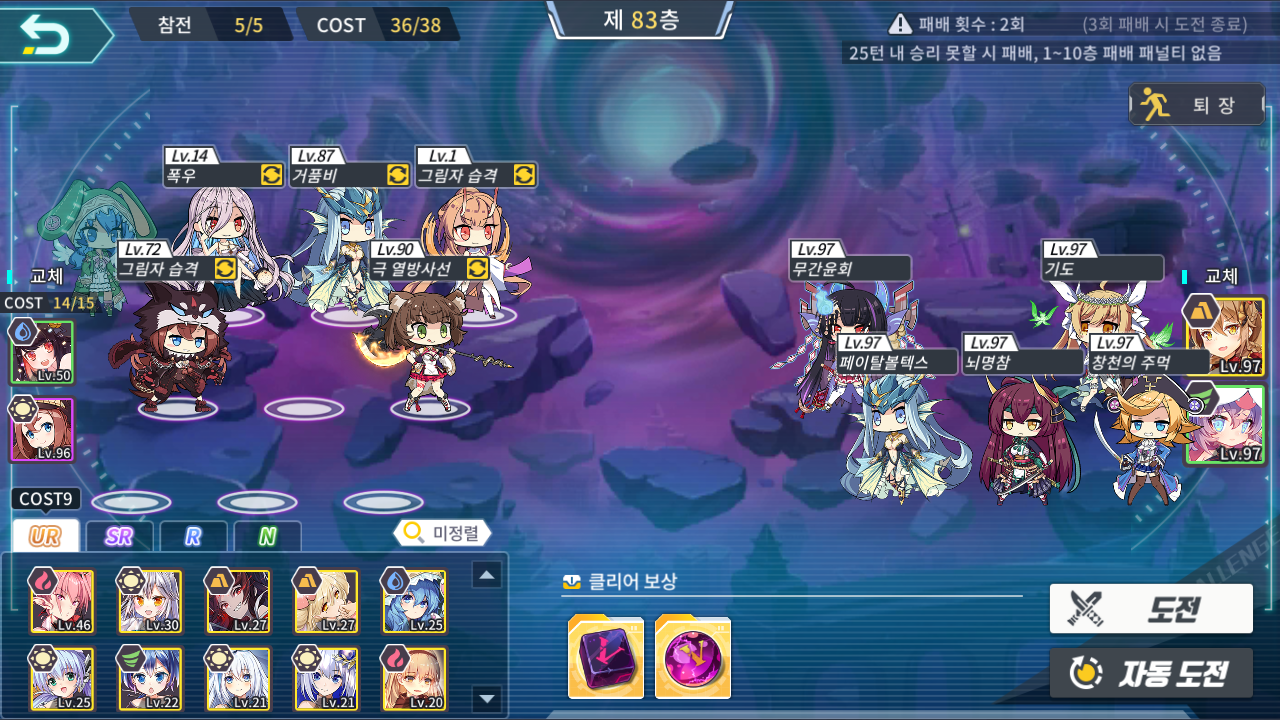 참전 5/5
COST 36/38
제 83층
패배 횟수 : 2회 (3회 패배 시 도전 종료)
25턴 내 승리 못할 시 패배, 1~10층 패배 패널티 없음
퇴 장
Lv.14
폭우
Lv.87
거품비
Lv.1
그림자 습격
Lv.72
그림자 습격
Lv.90
극 열방사선
Lv.97
무간윤회
Lv.97
기도
Lv.97
페이탈볼텍스
Lv.97
뇌명참
Lv.97
창천의 주먹
교체
COST 14/15
Lv.50
Lv.96
교체
Lv.97
Lv.97
COST9
UR SR R N
미정렬
Lv.46 Lv.30 Lv.27 Lv.27 Lv.25
Lv.25 Lv.22 Lv.21 Lv.21 Lv.20
클리어 보상
도전
자동 도전